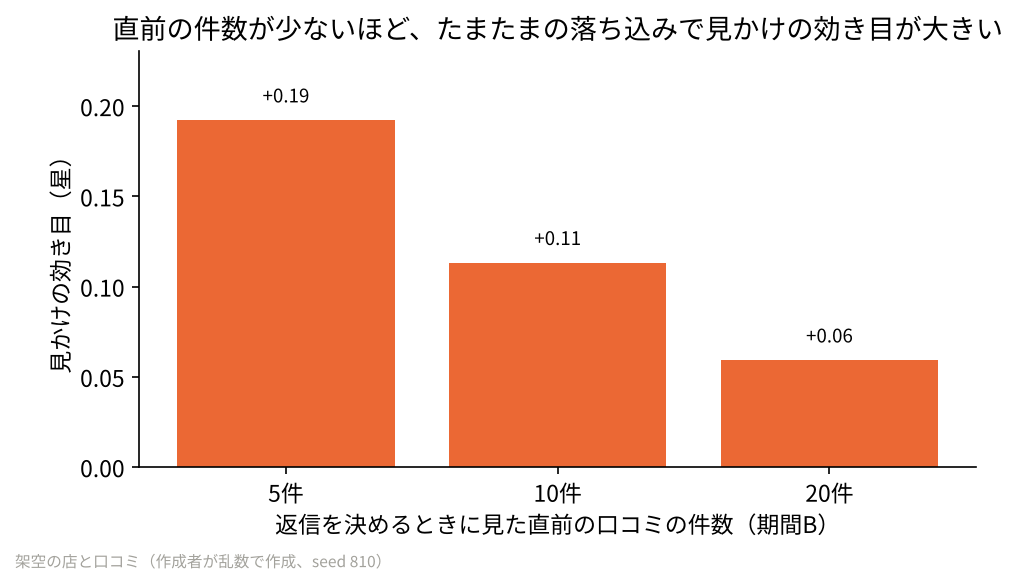 直前の件数が少ないほど、たまたまの落ち込みで見かけの効き目が大きい
見かけの効き目（星）
0.20
0.15
0.10
0.05
0.00
+0.19
+0.11
+0.06
5件
10件
20件
返信を決めるときに見た直前の口コミの件数（期間B）
架空の店と口コミ（作成者が乱数で作成、seed 810）